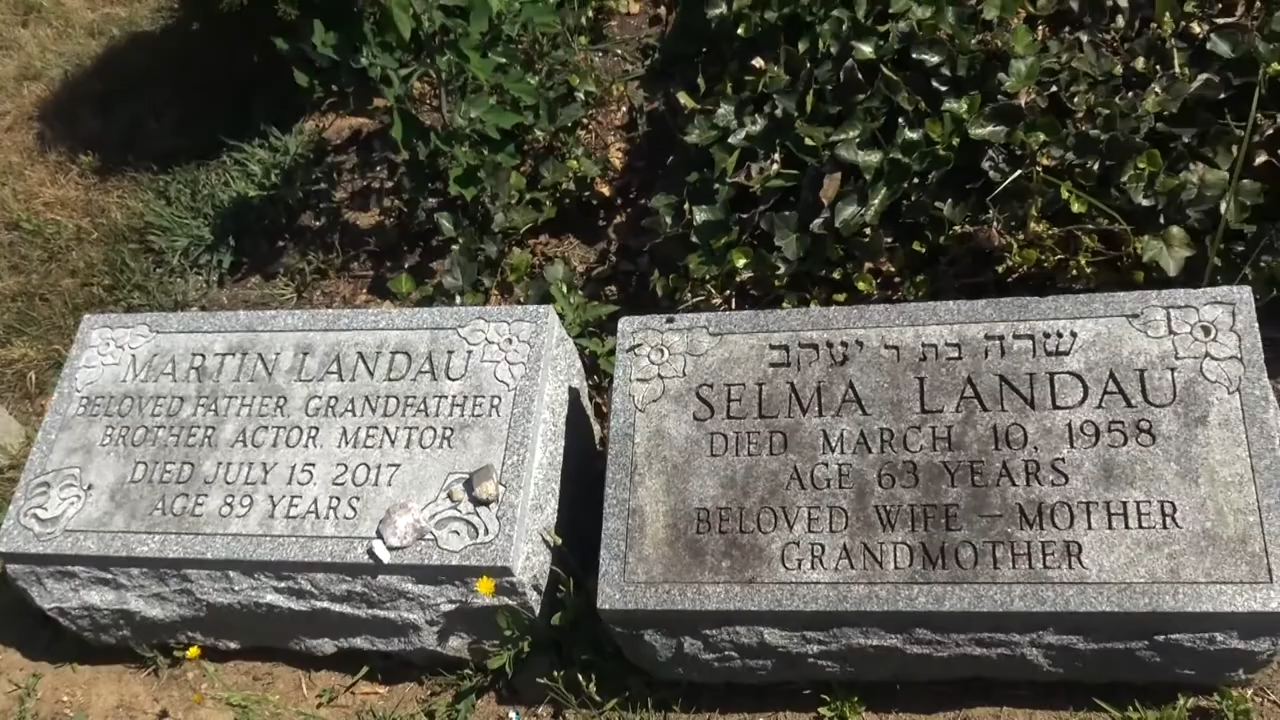 MARTIN LANDAU
BELOVED FATHER, GRANDFATHER
BROTHER, ACTOR, MENTOR
DIED JULY 15, 2017
AGE 89 YEARS
שרה בת ר יעקב
SELMA LANDAU
DIED MARCH 10, 1958
AGE 63 YEARS
BELOVED WIFE – MOTHER
GRANDMOTHER